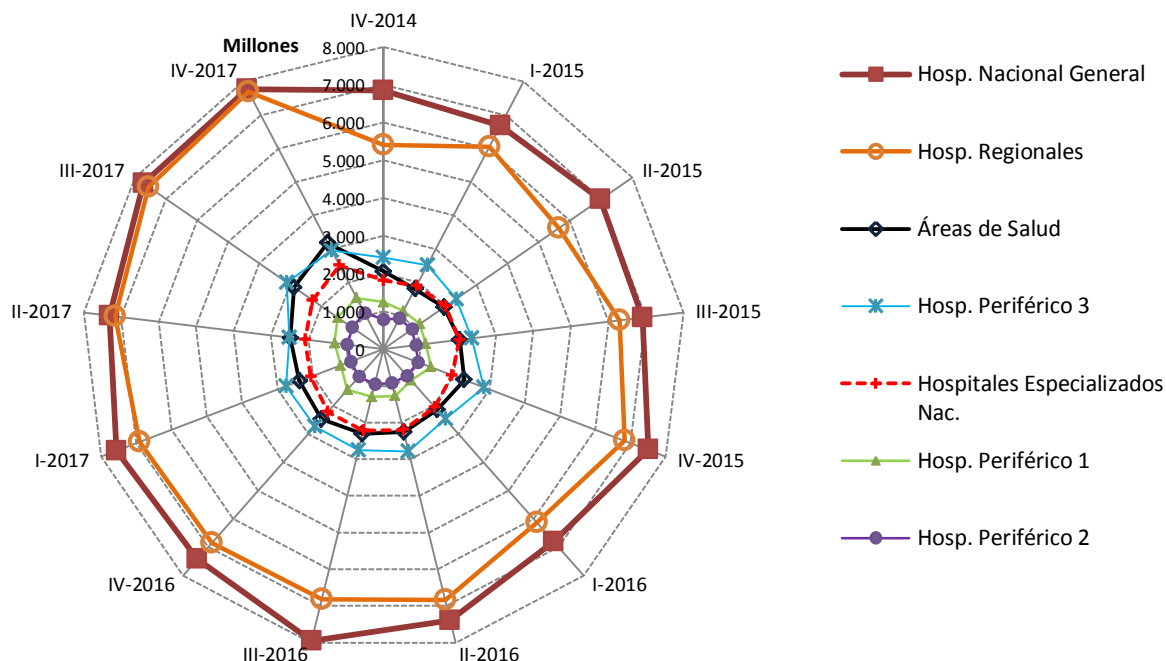 IV-2014
Millones
8.000
7.000
6.000
5.000
4.000
3.000
2.000
1.000
0
I-2015
II-2015
III-2015
IV-2015
I-2016
II-2016
III-2016
IV-2016
I-2017
II-2017
III-2017
IV-2017
Hosp. Nacional General
Hosp. Regionales
Áreas de Salud
Hosp. Periférico 3
Hospitales Especializados
Nac.
Hosp. Periférico 1
Hosp. Periférico 2